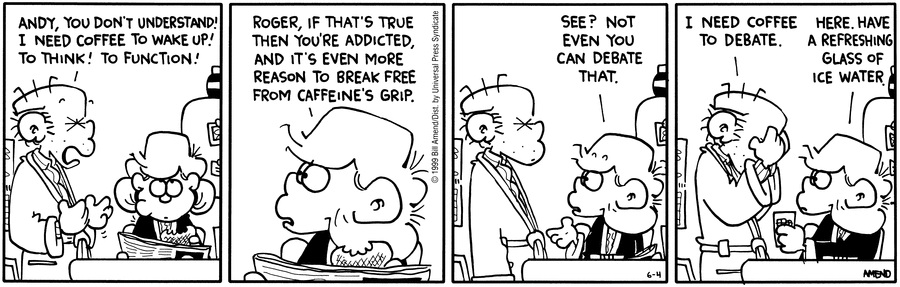 ANDY, YOU DON'T UNDERSTAND!
I NEED COFFEE TO WAKE UP!
TO THINK! TO FUNCTION!
ROGER, IF THAT'S TRUE
THEN YOU'RE ADDICTED,
AND IT'S EVEN MORE
REASON TO BREAK FREE
FROM CAFFEINE'S GRIP.
© 1999 Bill Amend/Dist. by Universal Press Syndicate
SEE? NOT
EVEN YOU
CAN DEBATE
THAT.
6-4
I NEED COFFEE
TO DEBATE.
HERE. HAVE
A REFRESHING
GLASS OF
ICE WATER.
AMEND